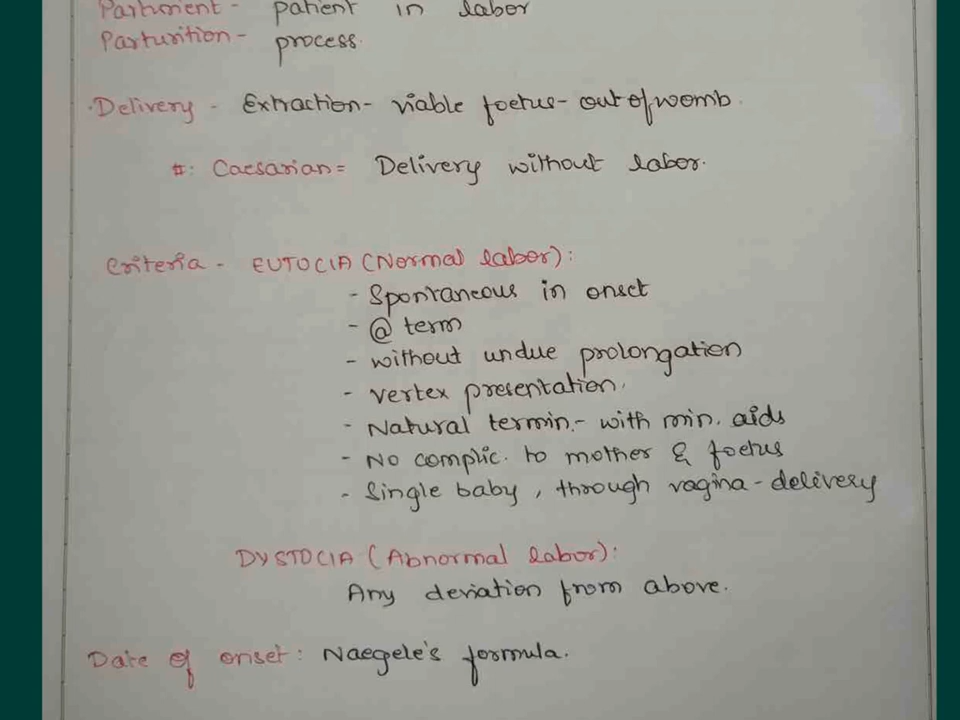 Parturient - patient in labor
Parturition - process.
Delivery - Extraction - viable foetus - out of womb.
#: Caesarian = Delivery without labor.
Criteria - EUTOCIA (Normal labor):
- Spontaneous in onset
- @ term
- without undue prolongation
- vertex presentation.
- Natural termin. - with min. aids
- No complic. to mother & foetus
- Single baby, through vagina - delivery
DYSTOCIA (Abnormal labor):
Any deviation from above.
Date of onset: Naegele's formula.